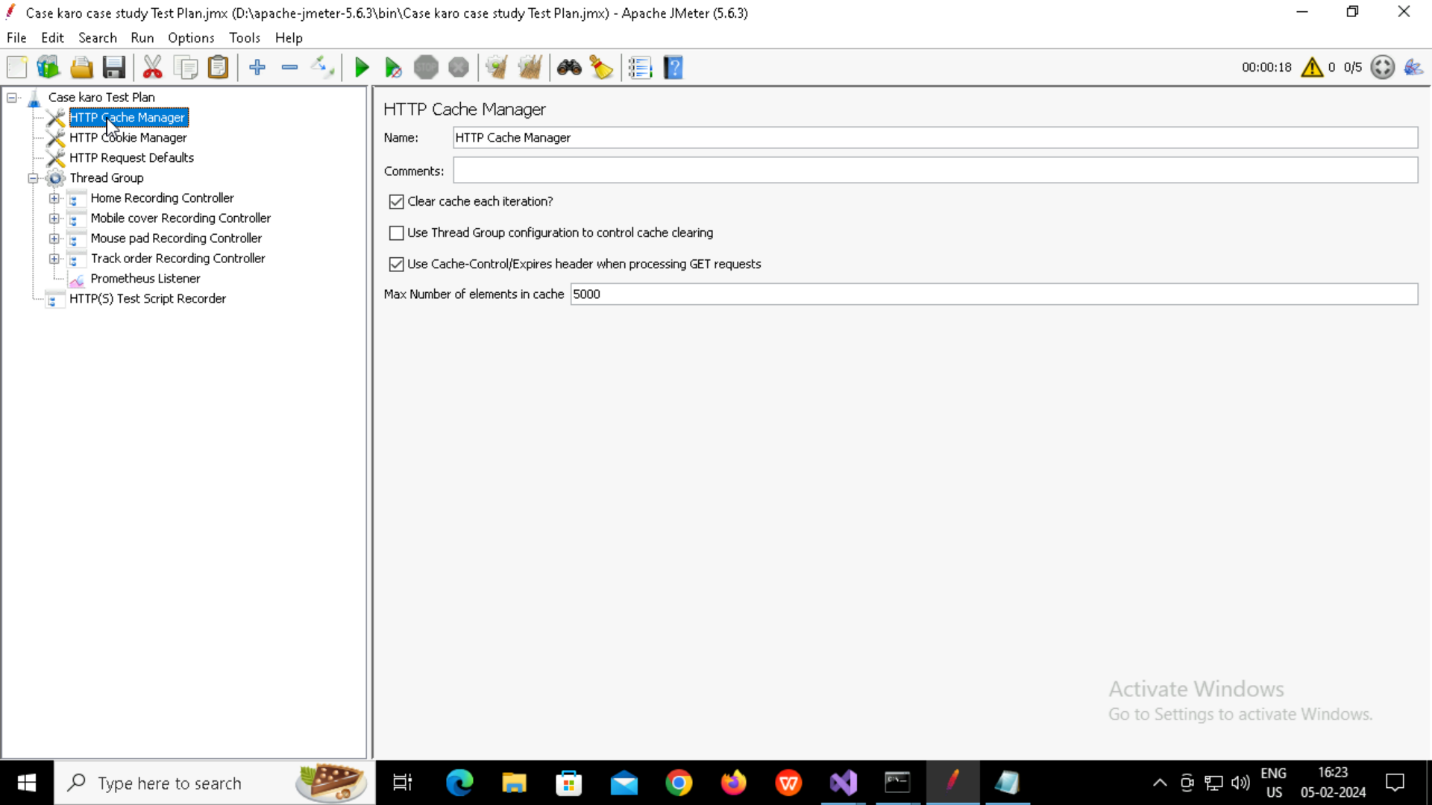 Case karo case study Test Plan.jmx (D:\apache-jmeter-5.6.3\bin\Case karo case study Test Plan.jmx) - Apache JMeter (5.6.3)
File Edit Search Run Options Tools Help
STOP
00:00:18 0 0/5
Case karo Test Plan
HTTP Cache Manager
HTTP Cookie Manager
HTTP Request Defaults
Thread Group
Home Recording Controller
Mobile cover Recording Controller
Mouse pad Recording Controller
Track order Recording Controller
Prometheus Listener
HTTP(S) Test Script Recorder
HTTP Cache Manager
Name: HTTP Cache Manager
Comments:
Clear cache each iteration?
Use Thread Group configuration to control cache clearing
Use Cache-Control/Expires header when processing GET requests
Max Number of elements in cache 5000
Activate Windows
Go to Settings to activate Windows.
Type here to search
ENG
US
16:23
05-02-2024